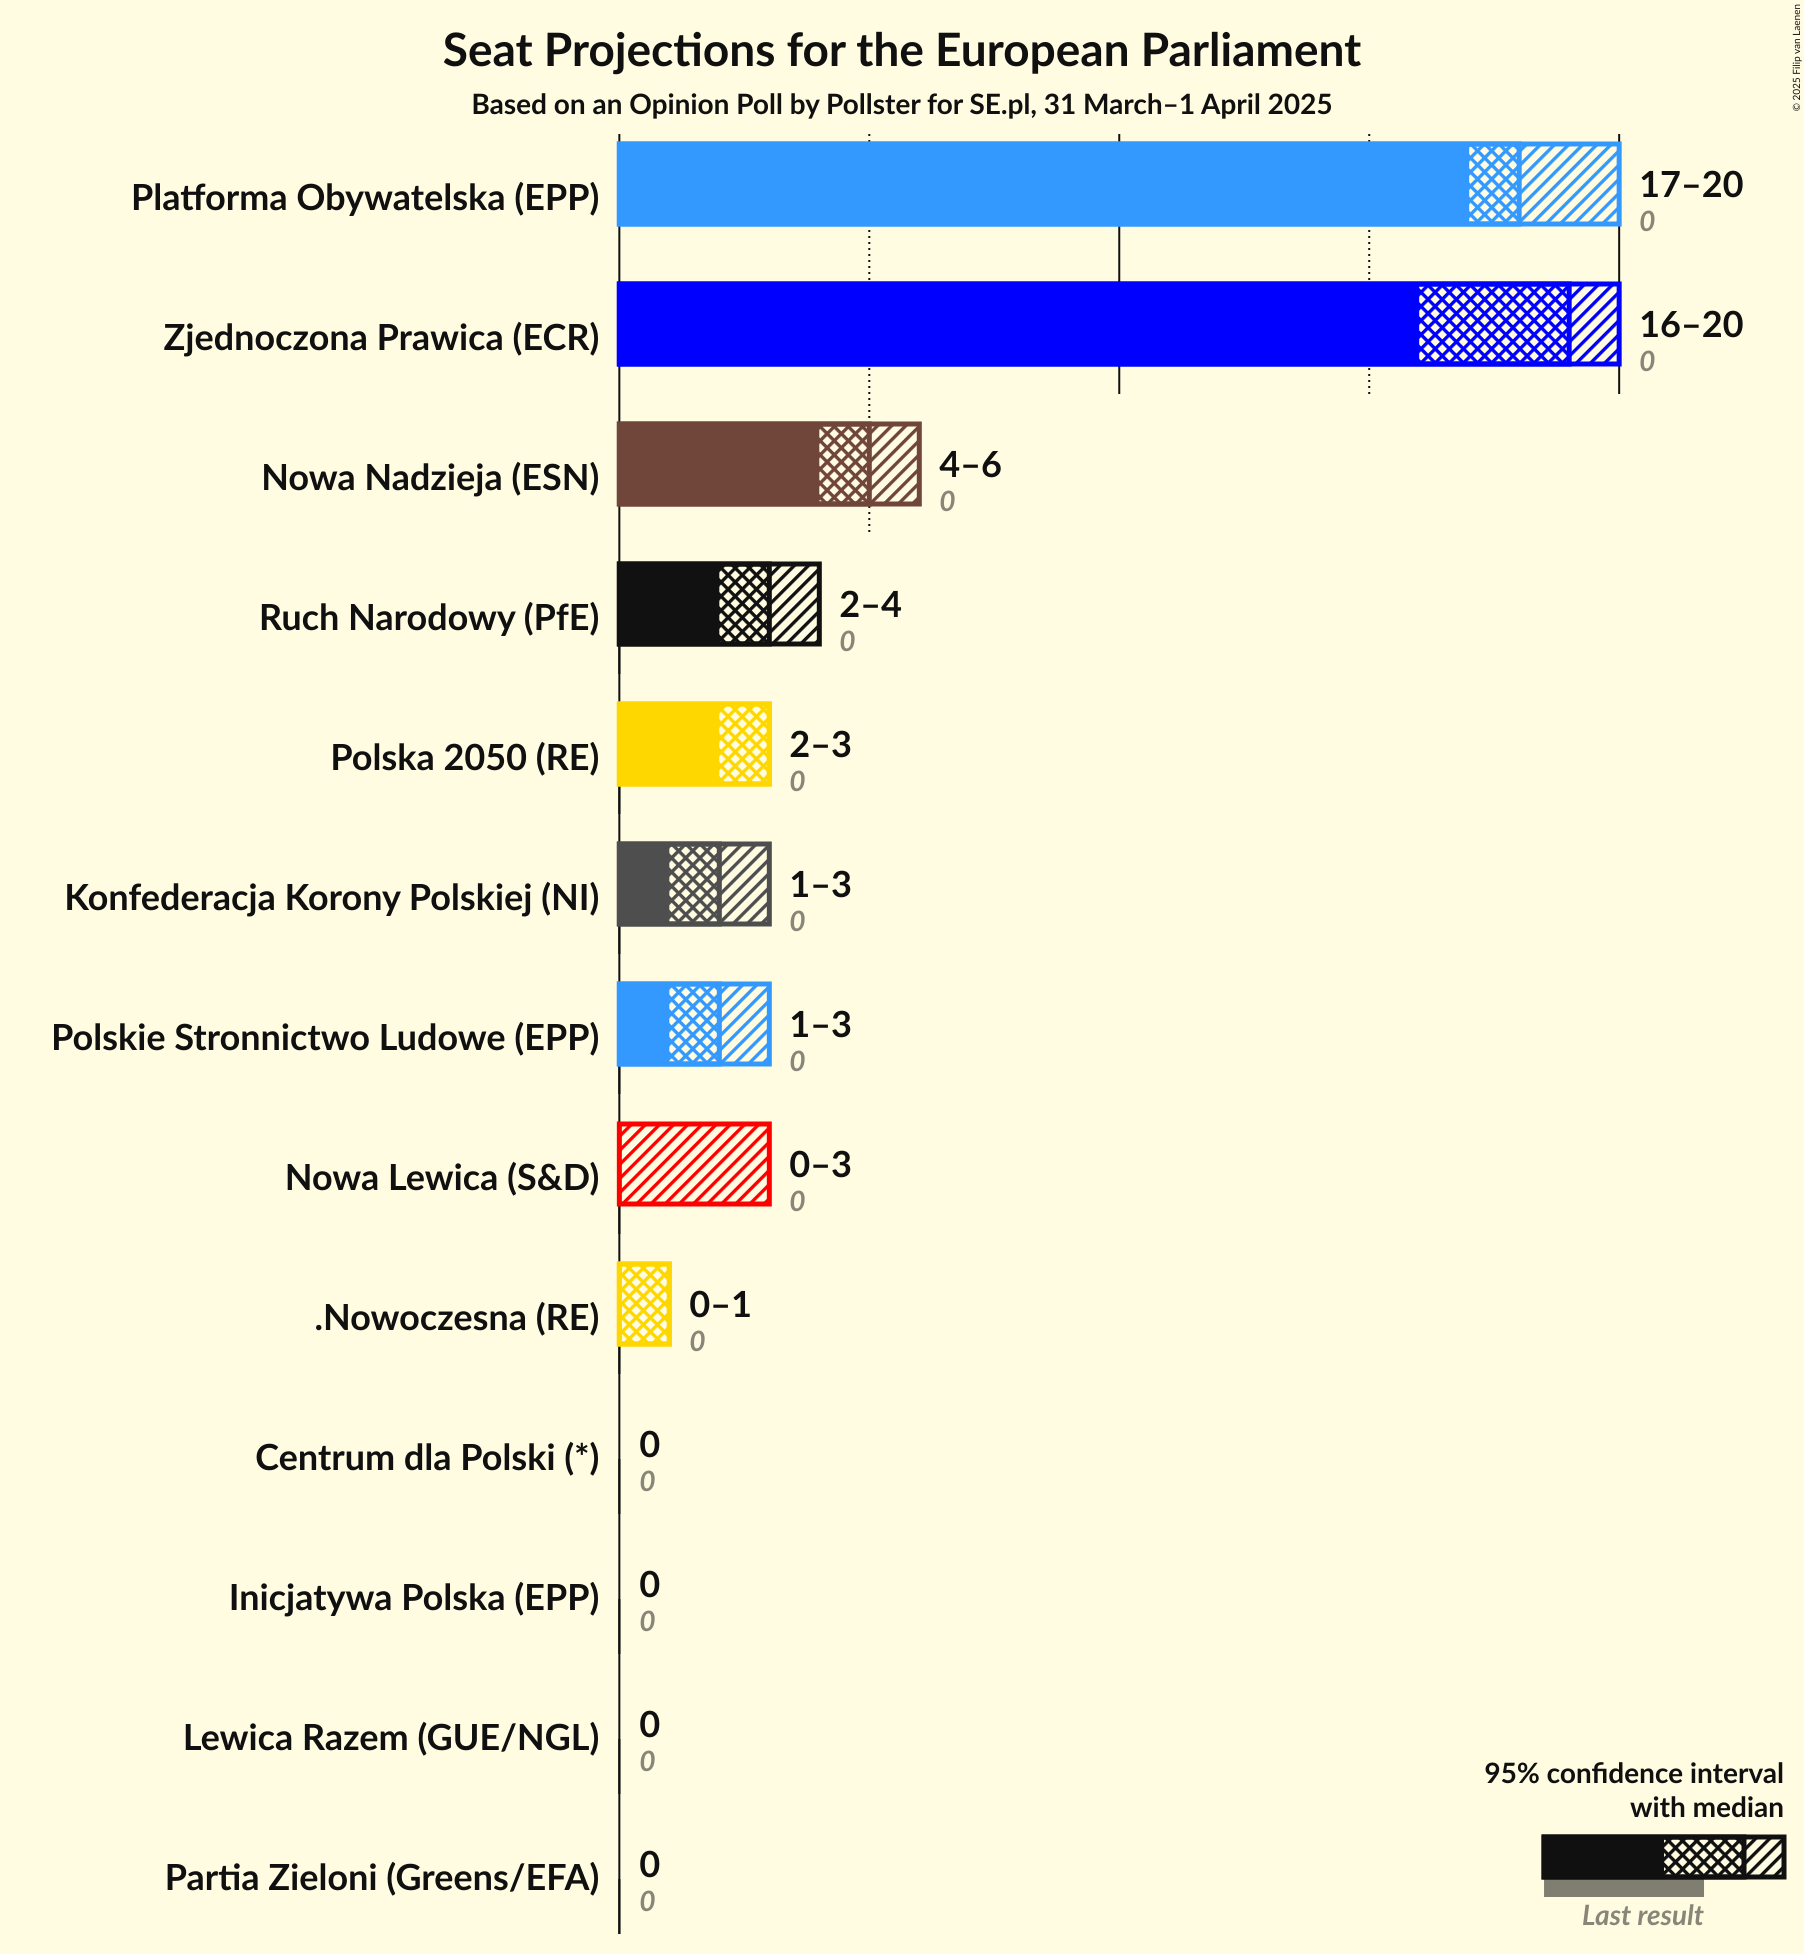 Seat Projections for the European Parliament
Based on an Opinion Poll by Pollster for SE.pl, 31 March–1 April 2025
© 2025 Filip van Laenen
Platforma Obywatelska (EPP)
17–20
0
Zjednoczona Prawica (ECR)
16–20
0
Nowa Nadzieja (ESN)
4–6
0
Ruch Narodowy (PfE)
2–4
0
Polska 2050 (RE)
2–3
0
Konfederacja Korony Polskiej (NI)
1–3
0
Polskie Stronnictwo Ludowe (EPP)
1–3
0
Nowa Lewica (S&D)
0–3
0
.Nowoczesna (RE)
0–1
0
Centrum dla Polski (*)
0
0
Inicjatywa Polska (EPP)
0
0
Lewica Razem (GUE/NGL)
0
0
Partia Zieloni (Greens/EFA)
0
0
95% confidence interval
with median
Last result